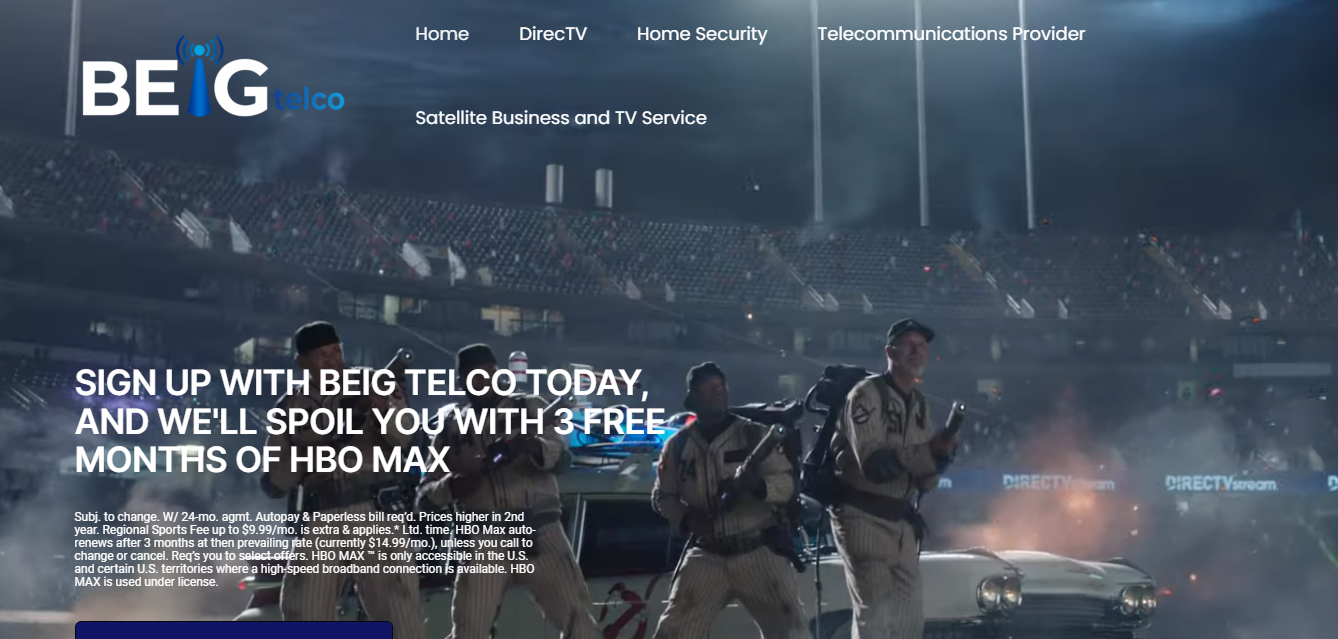 Home DirecTV Home Security Telecommunications Provider
BEIG telco
Satellite Business and TV Service
SIGN UP WITH BEIG TELCO TODAY,
AND WE'LL SPOIL YOU WITH 3 FREE
MONTHS OF HBO MAX
DIRECTV stream
Subj. to change. W/ 24-mo. agmt. Autopay & Paperless bill req'd. Prices higher in 2nd
year. Regional Sports Fee up to $9.99/mo. is extra & applies.* Ltd. time. HBO Max auto-
renews after 3 months at then prevailing rate (currently $14.99/mo.), unless you call to
change or cancel. Req's you to select offers. HBO MAX ™ is only accessible in the U.S.
and certain U.S. territories where a high-speed broadband connection is available. HBO
MAX is used under license.